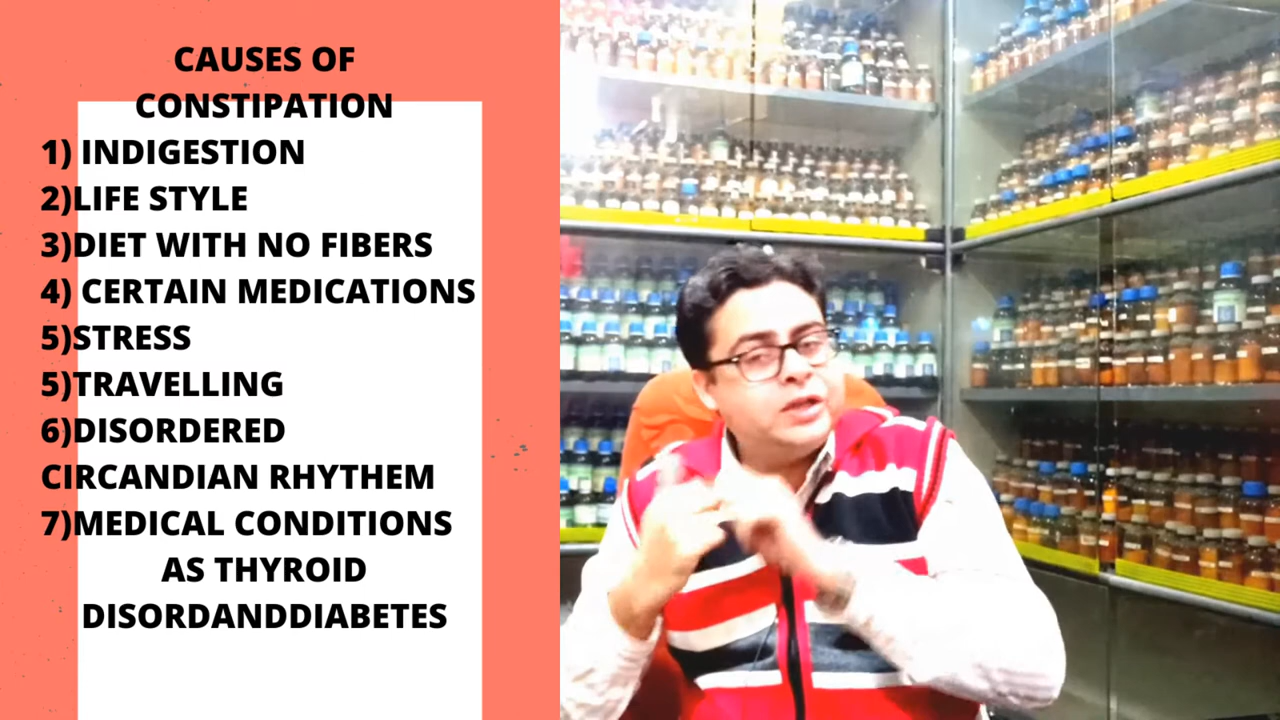 CAUSES OF
CONSTIPATION
1) INDIGESTION
2)LIFE STYLE
3)DIET WITH NO FIBERS
4) CERTAIN MEDICATIONS
5)STRESS
5)TRAVELLING
6)DISORDERED
CIRCANDIAN RHYTHEM
7)MEDICAL CONDITIONS
AS THYROID
DISORDANDDIABETES